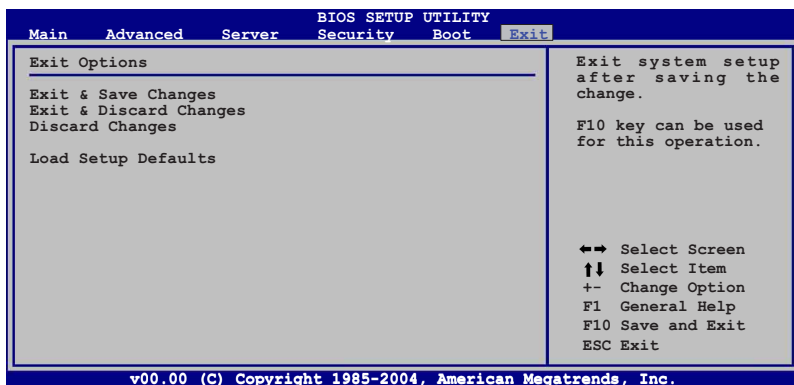 BIOS SETUP UTILITY
Main Advanced Server Security Boot Exit
Exit Options
Exit & Save Changes
Exit & Discard Changes
Discard Changes
Load Setup Defaults
Exit system setup
after saving the
change.
F10 key can be used
for this operation.
←→ Select Screen
↑↓ Select Item
+- Change Option
F1 General Help
F10 Save and Exit
ESC Exit
v00.00 (C) Copyright 1985-2004, American Megatrends, Inc.